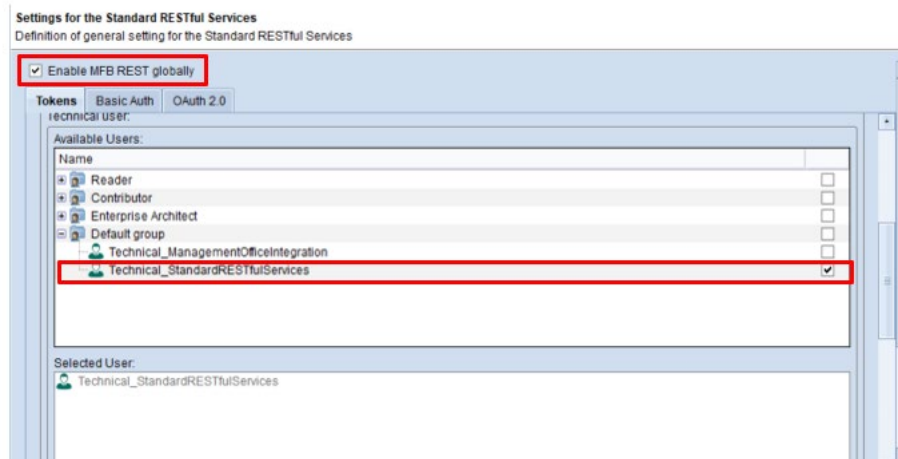 Settings for the Standard RESTful Services
Definition of general setting for the Standard RESTful Services
Enable MFB REST globally
Tokens Basic Auth OAuth 2.0
Technical user:
Available Users:
Name
Reader
Contributor
Enterprise Architect
Default group
Technical_ManagementOfficeIntegration
Technical_StandardRESTfulServices
Selected User:
Technical_StandardRESTfulServices